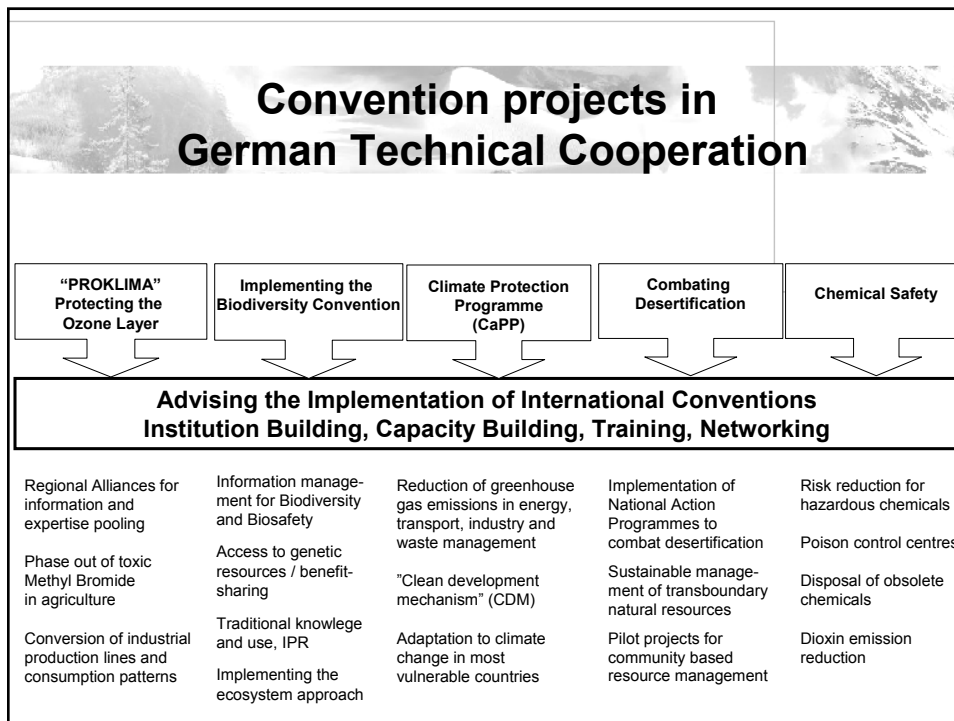 Convention projects in
German Technical Cooperation
“PROKLIMA”
Protecting the
Ozone Layer
Implementing the
Biodiversity Convention
Climate Protection
Programme
(CaPP)
Combating
Desertification
Chemical Safety
Advising the Implementation of International Conventions
Institution Building, Capacity Building, Training, Networking
Regional Alliances for
information and
expertise pooling
Phase out of toxic
Methyl Bromide
in agriculture
Conversion of industrial
production lines and
consumption patterns
Information manage-
ment for Biodiversity
and Biosafety
Access to genetic
resources / benefit-
sharing
Traditional knowlege
and use, IPR
Implementing the
ecosystem approach
Reduction of greenhouse
gas emissions in energy,
transport, industry and
waste management
”Clean development
mechanism” (CDM)
Adaptation to climate
change in most
vulnerable countries
Implementation of
National Action
Programmes to
combat desertification
Sustainable manage-
ment of transboundary
natural resources
Pilot projects for
community based
resource management
Risk reduction for
hazardous chemicals
Poison control centres
Disposal of obsolete
chemicals
Dioxin emission
reduction